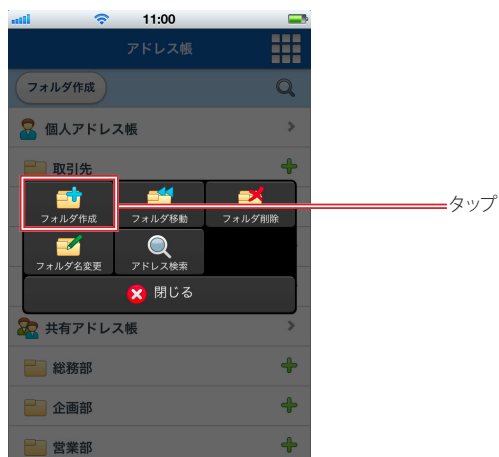 11:00
アドレス帳
フォルダ作成
個人アドレス帳
取引先
フォルダ作成 フォルダ移動 フォルダ削除
タップ
フォルダ名変更 アドレス検索
閉じる
共有アドレス帳
総務部
企画部
営業部